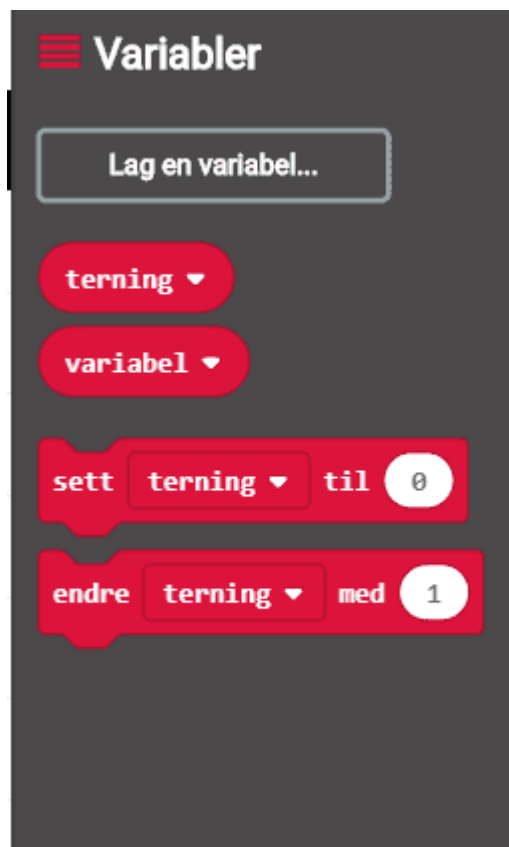 Variabler
Lag en variabel...
terning
variabel
sett terning til 0
endre terning med 1